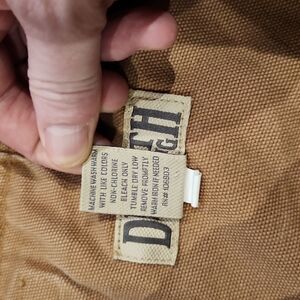 MACHINE WASH WARM
WITH LIKE COLORS
NON-CHLORINE
BLEACH ONLY
TUMBLE DRY LOW
REMOVE PROMPTLY
WARM IRON IF NEEDED
D
TH
G